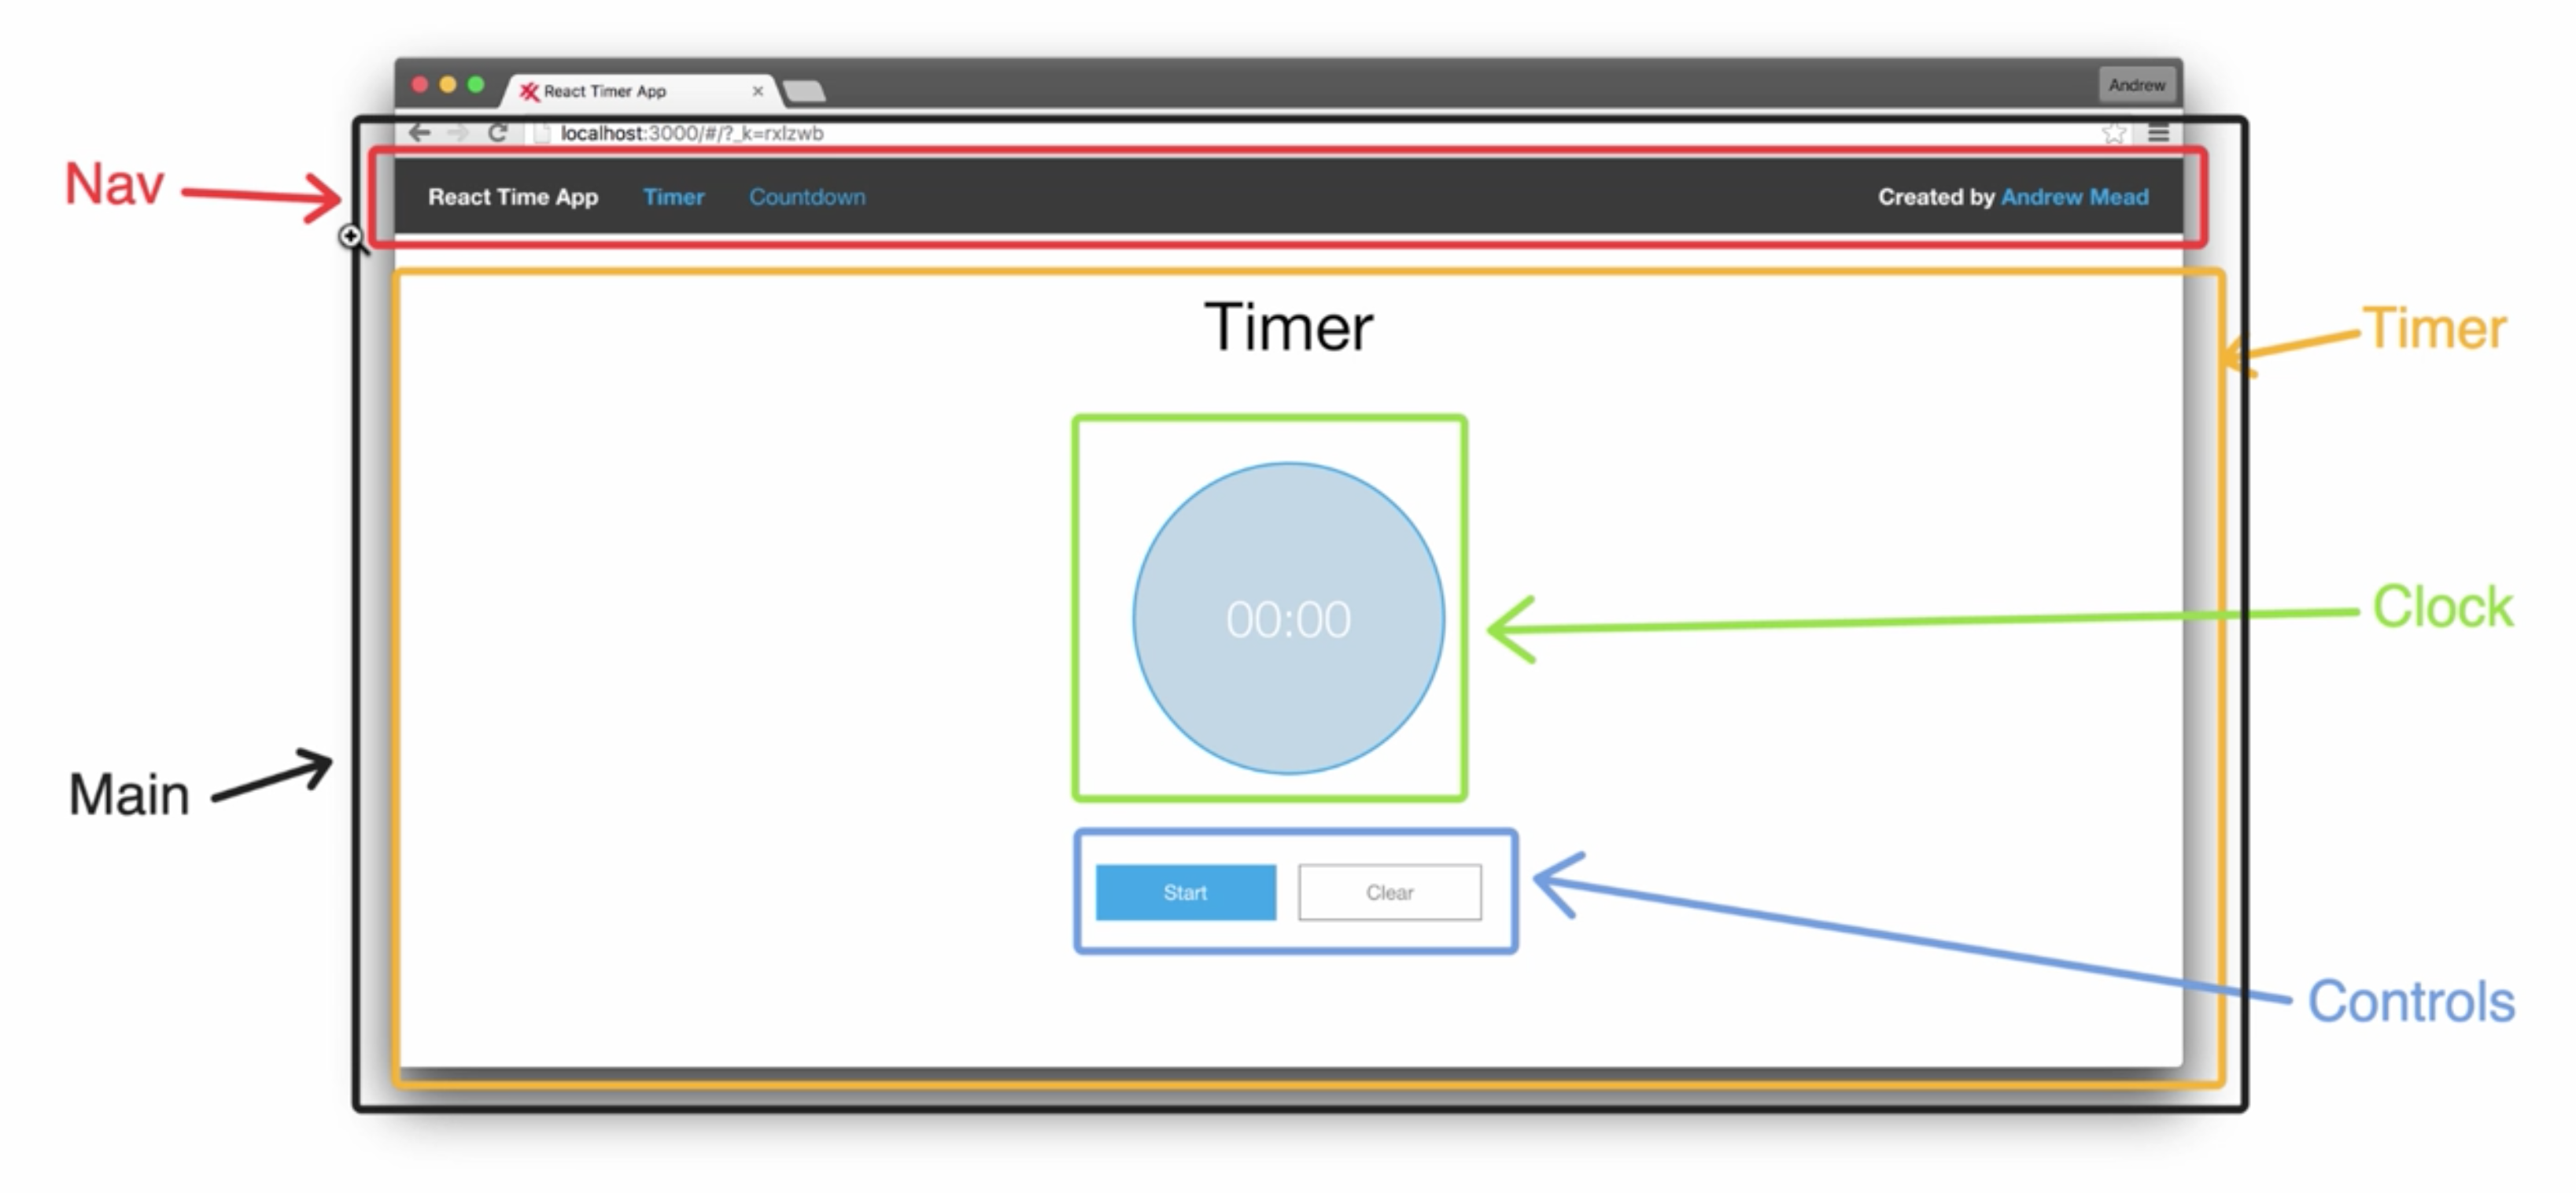 React Timer App
Andrew
localhost:3000/#/?_k=rxlzwb
Nav
React Time App Timer Countdown Created by Andrew Mead
Timer
Timer
00:00
Clock
Main
Start Clear
Controls